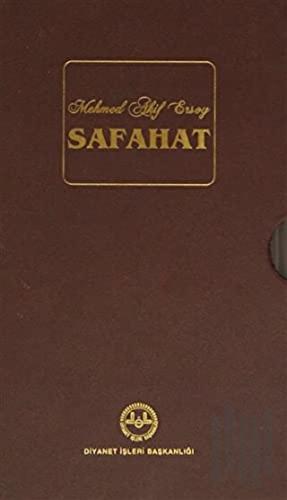 Mehmed Âkif Ersoy
SAFAHAT
DİYANET İŞLERİ BAŞKANLIĞI